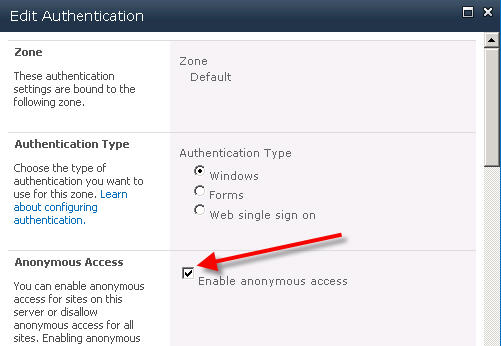 Edit Authentication
Zone
These authentication
settings are bound to the
following zone.
Zone
Default
Authentication Type
Choose the type of
authentication you want to
use for this zone. Learn
about configuring
authentication.
Authentication Type
Windows
Forms
Web single sign on
Anonymous Access
You can enable anonymous
access for sites on this
server or disallow
anonymous access for all
sites. Enabling anonymous
Enable anonymous access